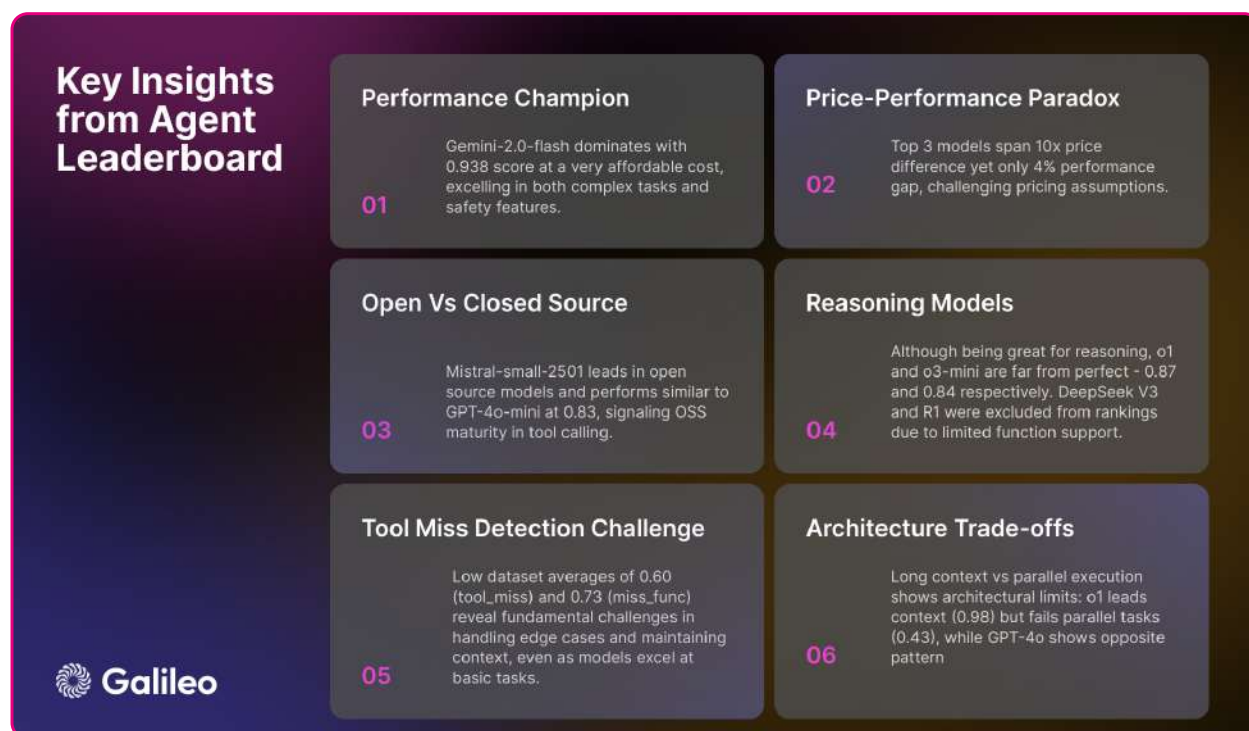 Key Insights
from Agent
Leaderboard
Performance Champion
Gemini-2.0-flash dominates with
0.938 score at a very affordable cost,
excelling in both complex tasks and
safety features.
01
Price-Performance Paradox
Top 3 models span 10x price
difference yet only 4% performance
gap, challenging pricing assumptions.
02
Open Vs Closed Source
Mistral-small-2501 leads in open
source models and performs similar to
GPT-4o-mini at 0.83, signaling OSS
maturity in tool calling.
03
Reasoning Models
Although being great for reasoning, o1
and o3-mini are far from perfect - 0.87
and 0.84 respectively. DeepSeek V3
and R1 were excluded from rankings
due to limited function support.
04
Tool Miss Detection Challenge
Low dataset averages of 0.60
(tool_miss) and 0.73 (miss_func)
reveal fundamental challenges in
handling edge cases and maintaining
context, even as models excel at
basic tasks.
05
Architecture Trade-offs
Long context vs parallel execution
shows architectural limits: o1 leads
context (0.98) but fails parallel tasks
(0.43), while GPT-4o shows opposite
pattern
06
Galileo